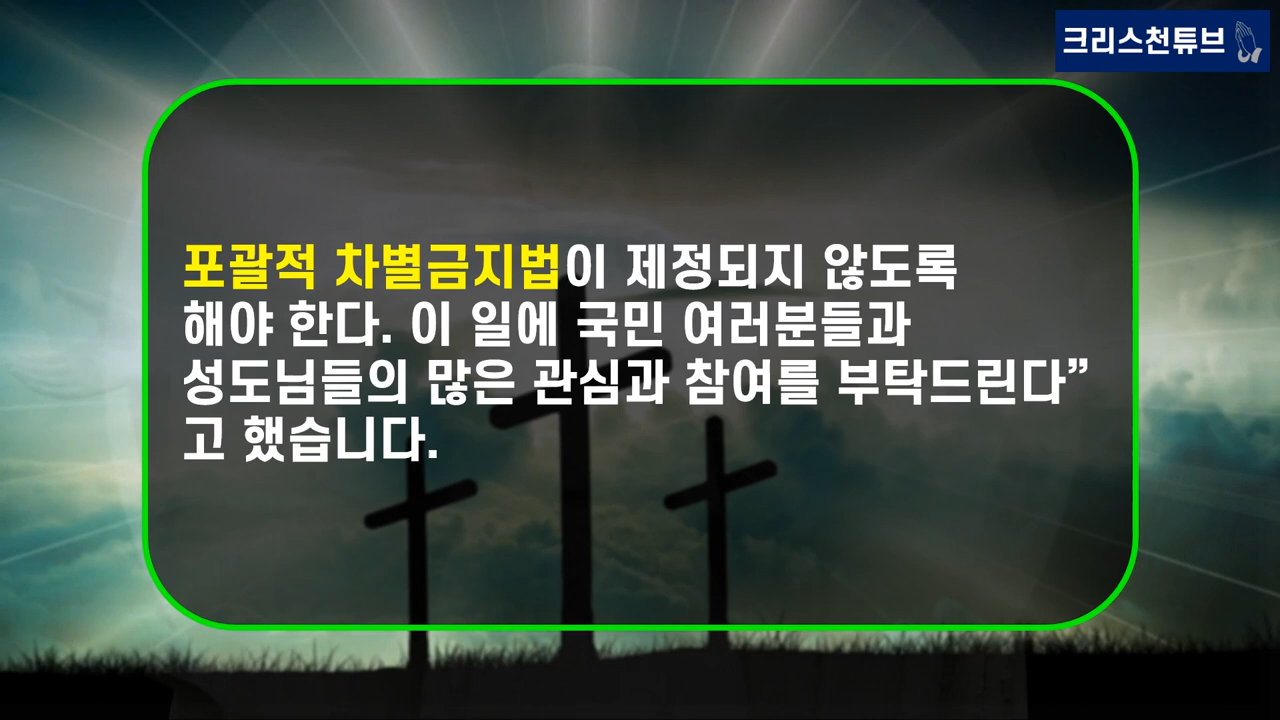 크리스천튜브
포괄적 차별금지법이 제정되지 않도록
해야 한다. 이 일에 국민 여러분들과
성도님들의 많은 관심과 참여를 부탁드린다”
고 했습니다.